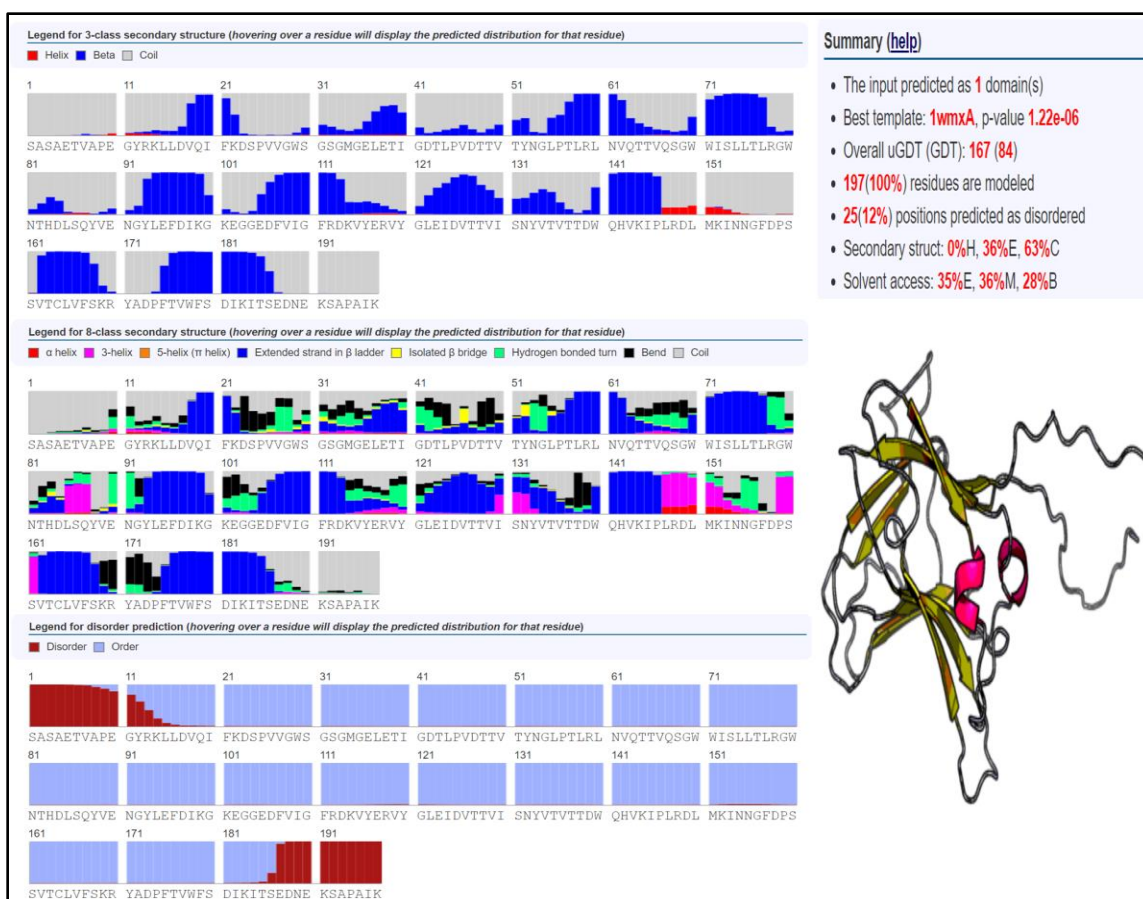 Legend for 3-class secondary structure (hovering over a residue will display the predicted distribution for that residue)
Helix Beta Coil
1 11 21 31 41 51 61 71
SASAETVAPE GYRKLLDVQI FKDSPVVGWS GSGMGELETI GDTLPVDTTV TYNGLPTLRL NVQTTVQSGW WISLLTLRGW
81 91 101 111 121 131 141 151
NTHDLSQYVE NGYLEFDIKG KEGGEDFVIG FRDKVYERVY GLEIDVTTVI SNYVTVTTDW QHVKIPLRDL MKINNGFDPS
161 171 181 191
SVTCLVFSKR YADPFTVWFS DIKITSEDNE KSAPAIK
Legend for 8-class secondary structure (hovering over a residue will display the predicted distribution for that residue)
α helix 3-helix 5-helix (π helix) Extended strand in β ladder Isolated β bridge Hydrogen bonded turn Bend Coil
1 11 21 31 41 51 61 71
SASAETVAPE GYRKLLDVQI FKDSPVVGWS GSGMGELETI GDTLPVDTTV TYNGLPTLRL NVQTTVQSGW WISLLTLRGW
81 91 101 111 121 131 141 151
NTHDLSQYVE NGYLEFDIKG KEGGEDFVIG FRDKVYERVY GLEIDVTTVI SNYVTVTTDW QHVKIPLRDL MKINNGFDPS
161 171 181 191
SVTCLVFSKR YADPFTVWFS DIKITSEDNE KSAPAIK
Legend for disorder prediction (hovering over a residue will display the predicted distribution for that residue)
Disorder Order
1 11 21 31 41 51 61 71
SASAETVAPE GYRKLLDVQI FKDSPVVGWS GSGMGELETI GDTLPVDTTV TYNGLPTLRL NVQTTVQSGW WISLLTLRGW
81 91 101 111 121 131 141 151
NTHDLSQYVE NGYLEFDIKG KEGGEDFVIG FRDKVYERVY GLEIDVTTVI SNYVTVTTDW QHVKIPLRDL MKINNGFDPS
161 171 181 191
SVTCLVFSKR YADPFTVWFS DIKITSEDNE KSAPAIK
Summary (help)
• The input predicted as 1 domain(s)
• Best template: 1wmxA, p-value 1.22e-06
• Overall uGDT (GDT): 167 (84)
• 197(100%) residues are modeled
• 25(12%) positions predicted as disordered
• Secondary struct: 0%H, 36%E, 63%C
• Solvent access: 35%E, 36%M, 28%B